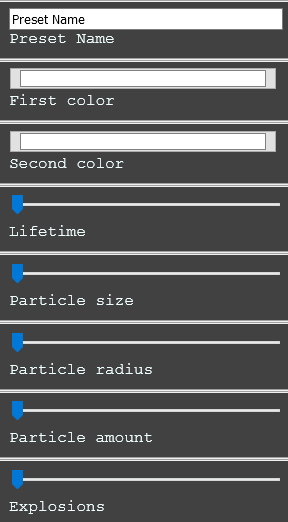 Preset Name
Preset Name
First color
Second color
Lifetime
Particle size
Particle radius
Particle amount
Explosions